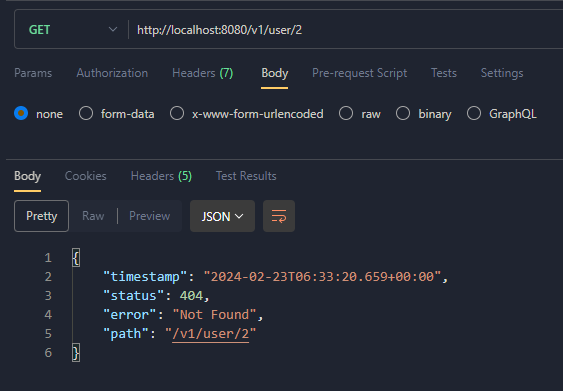 GET http://localhost:8080/v1/user/2
Params Authorization Headers (7) Body Pre-request Script Tests Settings
none form-data x-www-form-urlencoded raw binary GraphQL
Body Cookies Headers (5) Test Results
Pretty Raw Preview JSON
1 {
2 "timestamp": "2024-02-23T06:33:20.659+00:00",
3 "status": 404,
4 "error": "Not Found",
5 "path": "/v1/user/2"
6 }